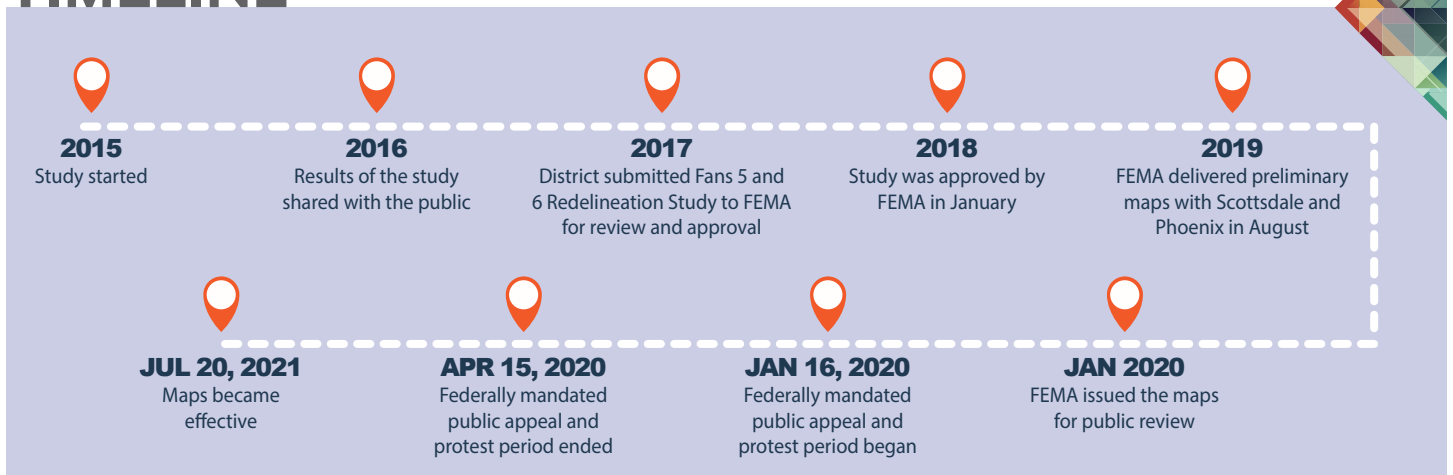 TIMELINE
2015
Study started
2016
Results of the study
shared with the public
2017
District submitted Fans 5 and
6 Redelineation Study to FEMA
for review and approval
2018
Study was approved by
FEMA in January
2019
FEMA delivered preliminary
maps with Scottsdale and
Phoenix in August
JAN 2020
FEMA issued the maps
for public review
JAN 16, 2020
Federally mandated
public appeal and
protest period began
APR 15, 2020
Federally mandated
public appeal and
protest period ended
JUL 20, 2021
Maps became
effective